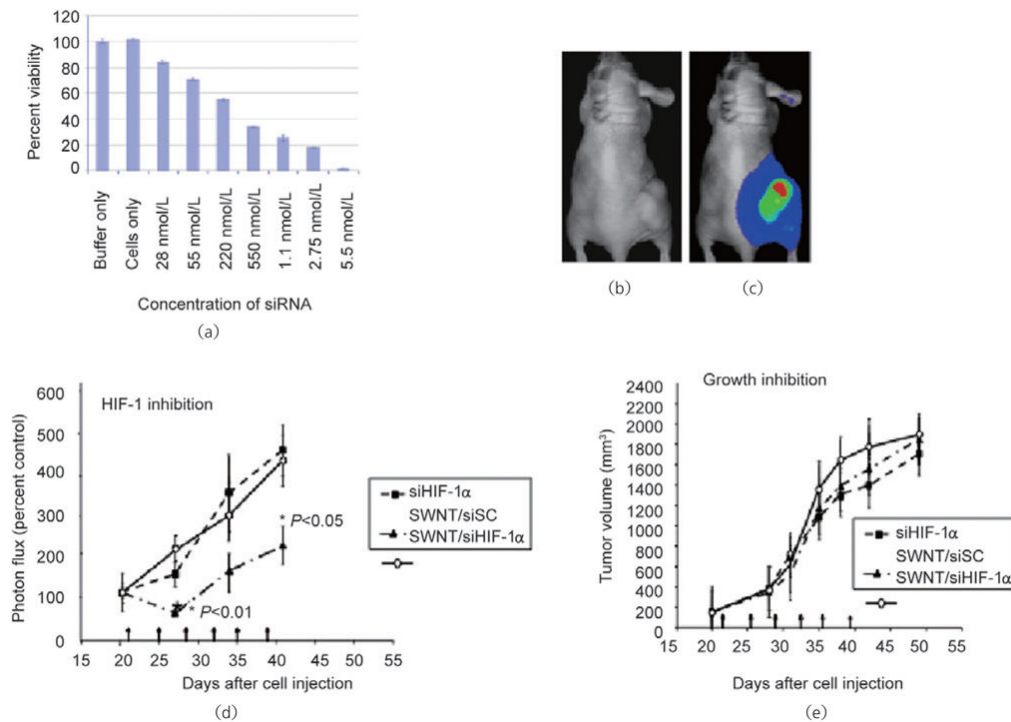 120
100
80
60
40
20
0
Percent viability
Buffer only
Cells only
28 nmol/L
55 nmol/L
220 nmol/L
550 nmol/L
1.1 nmol/L
2.75 nmol/L
5.5 nmol/L
Concentration of siRNA
(a)
(b)
(c)
600
500
400
300
200
100
0
Photon flux (percent control)
HIF-1 inhibition
* P<0.05
* P<0.01
siHIF-1α
SWNT/siSC
SWNT/siHIF-1α
15 20 25 30 35 40 45 50 55
Days after cell injection
(d)
Growth inhibition
2400
2200
2000
1800
1600
1400
1200
1000
800
600
400
200
Tumor volume (mm³)
siHIF-1α
SWNT/siSC
SWNT/siHIF-1α
15 20 25 30 35 40 45 50 55
Days after cell injection
(e)